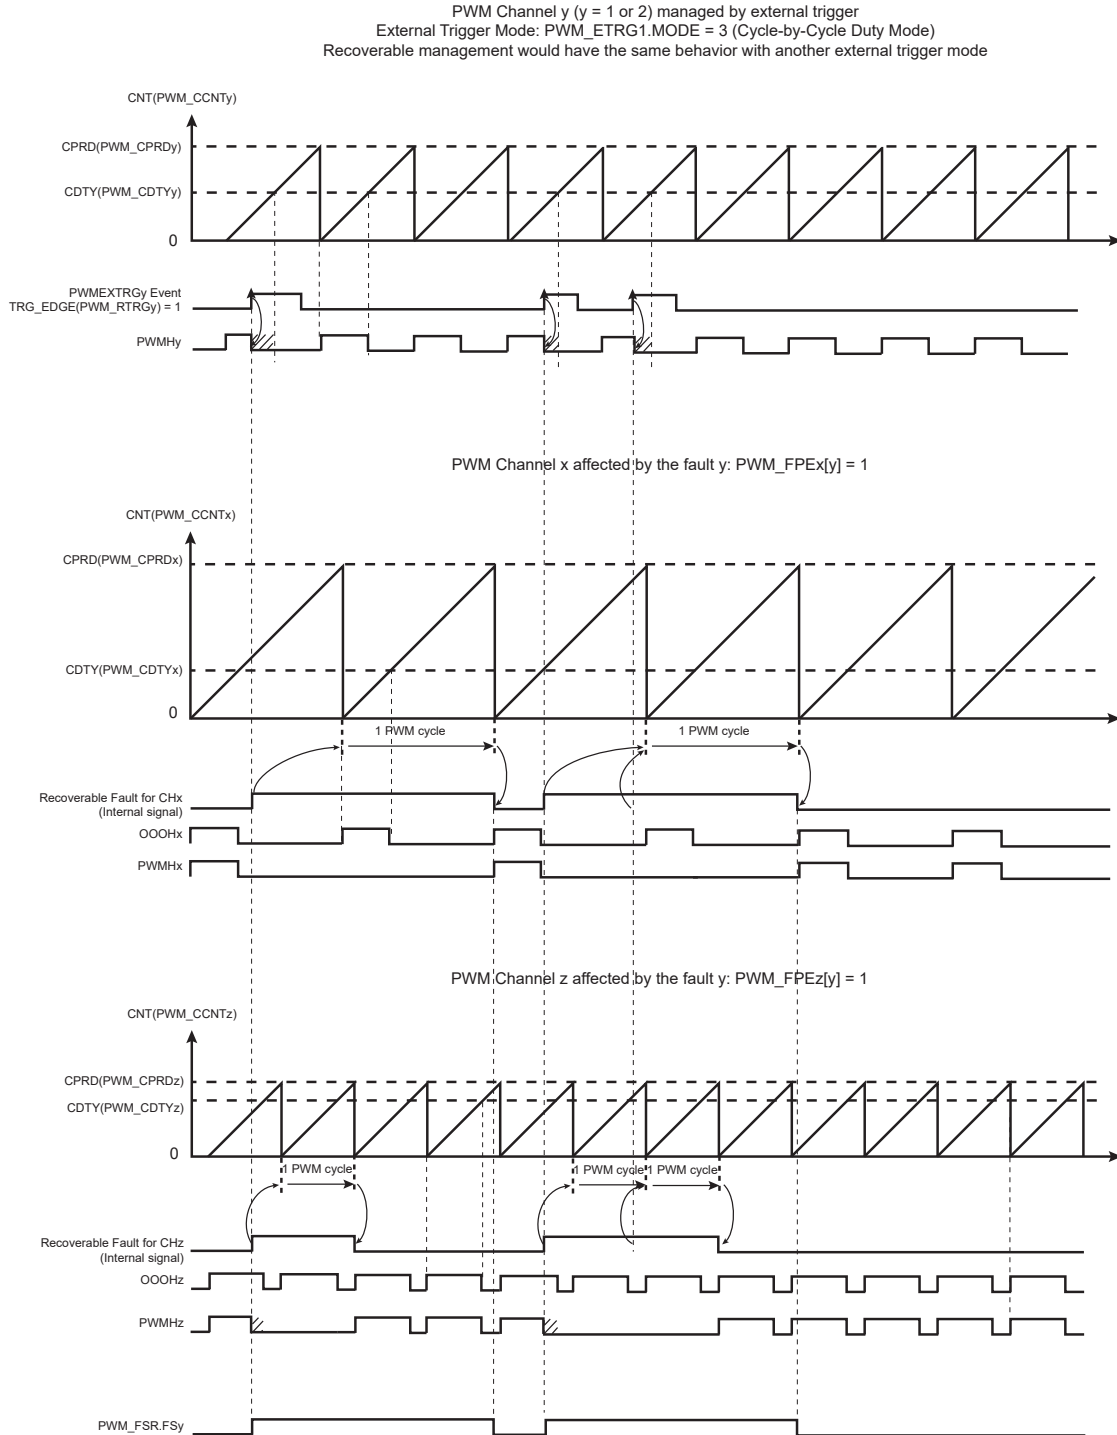 PWM Channel y (y = 1 or 2) managed by external trigger
External Trigger Mode: PWM_ETRG1.MODE = 3 (Cycle-by-Cycle Duty Mode)
Recoverable management would have the same behavior with another external trigger mode
CNT(PWM_CCNTy)
CPRD(PWM_CPRDy)
CDTY(PWM_CDTYy)
0
PWMEXTRGy Event
TRG_EDGE(PWM_RTRGy) = 1
PWMHy
PWM Channel x affected by the fault y: PWM_FPEx[y] = 1
CNT(PWM_CCNTx)
CPRD(PWM_CPRDx)
CDTY(PWM_CDTYx)
0
1 PWM cycle
1 PWM cycle
Recoverable Fault for CHx
(Internal signal)
OOOHx
PWMHx
PWM Channel z affected by the fault y: PWM_FPEz[y] = 1
CNT(PWM_CCNTz)
CPRD(PWM_CPRDz)
CDTY(PWM_CDTYz)
0
1 PWM cycle
1 PWM cycle
1 PWM cycle
Recoverable Fault for CHz
(Internal signal)
OOOHz
PWMHz
PWM_FSR.FSy